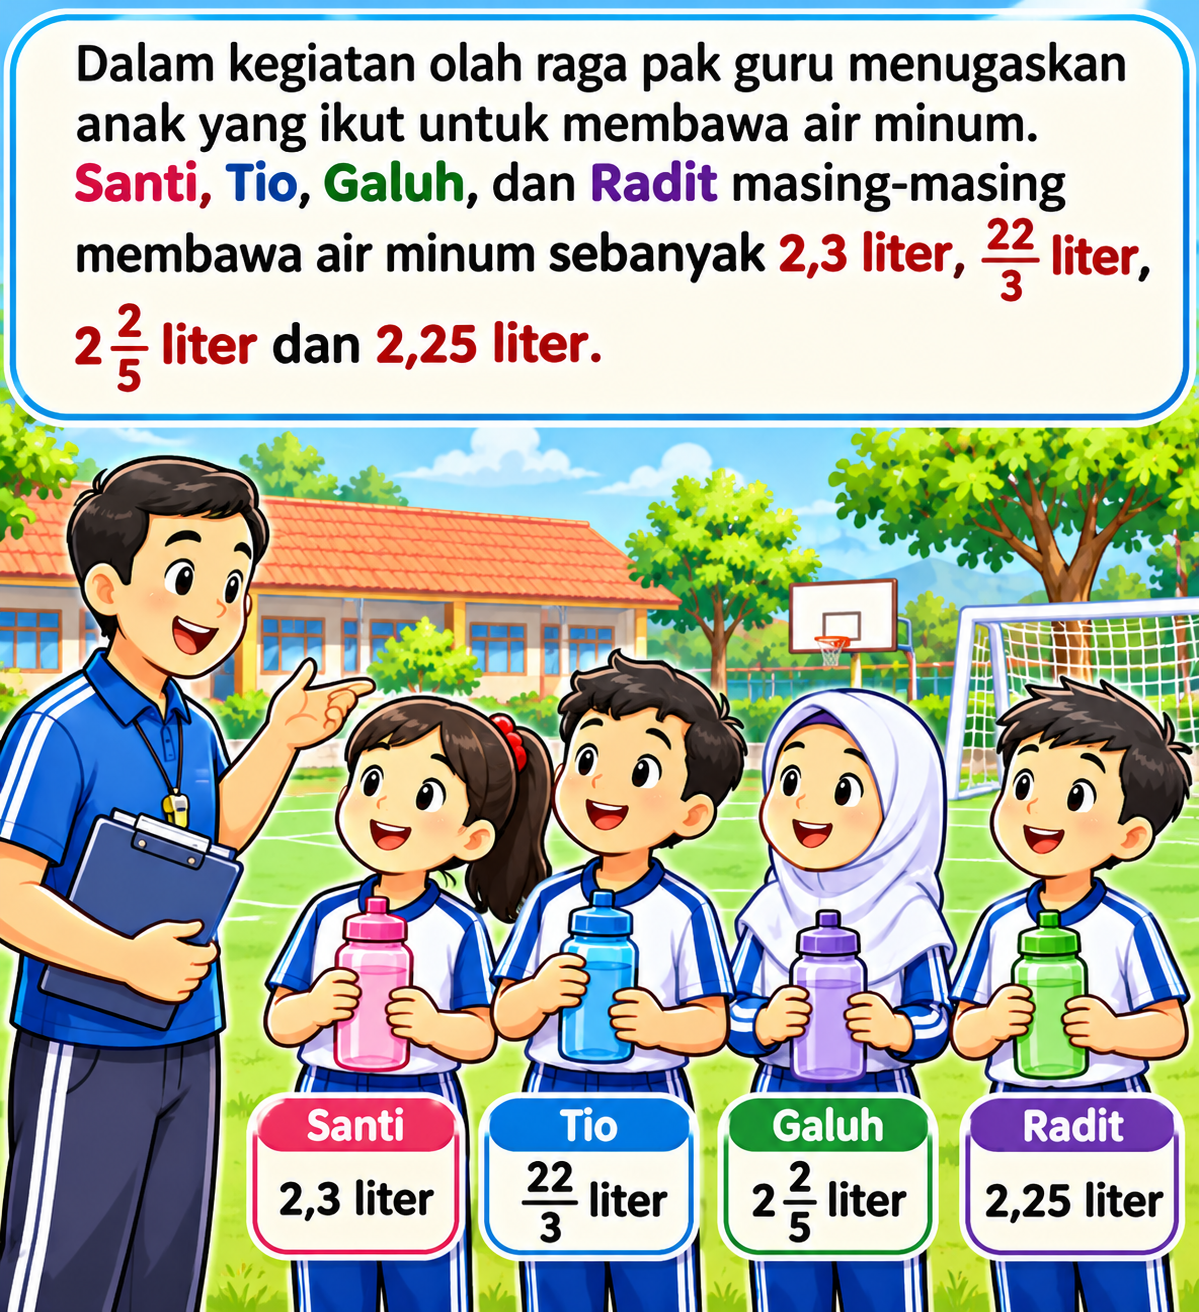 Dalam kegiatan olah raga pak guru menugaskan
anak yang ikut untuk membawa air minum.
Santi, Tio, Galuh, dan Radit masing-masing
membawa air minum sebanyak 2,3 liter, 22/3 liter,
2 2/5 liter dan 2,25 liter.
Santi
2,3 liter
Tio
22/3 liter
Galuh
2 2/5 liter
Radit
2,25 liter